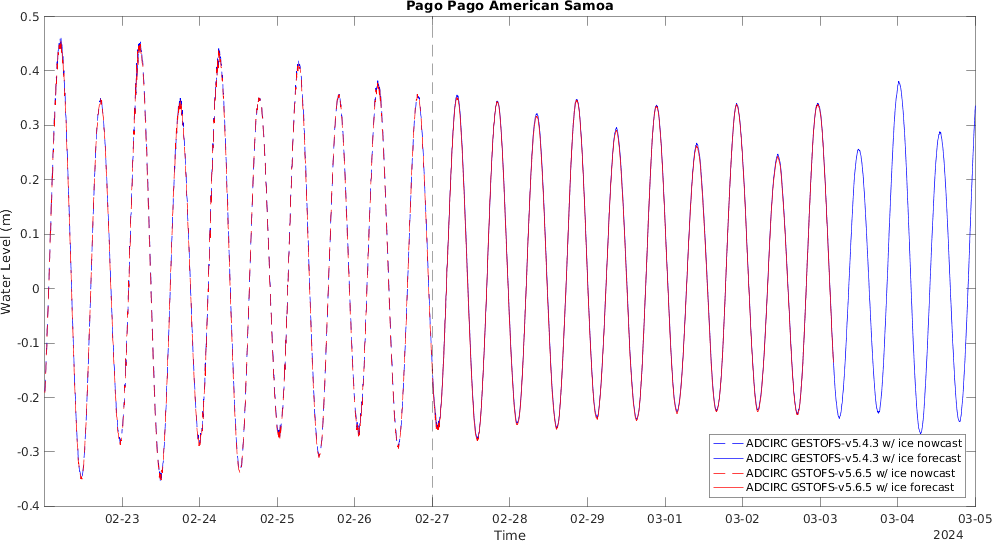 Pago Pago American Samoa
0.5
0.4
0.3
0.2
0.1
0
-0.1
-0.2
-0.3
-0.4
Water Level (m)
ADCIRC GESTOFS-v5.4.3 w/ ice nowcast
ADCIRC GESTOFS-v5.4.3 w/ ice forecast
ADCIRC GSTOFS-v5.6.5 w/ ice nowcast
ADCIRC GSTOFS-v5.6.5 w/ ice forecast
02-23 02-24 02-25 02-26 02-27 02-28 02-29 03-01 03-02 03-03 03-04 03-05
Time
2024